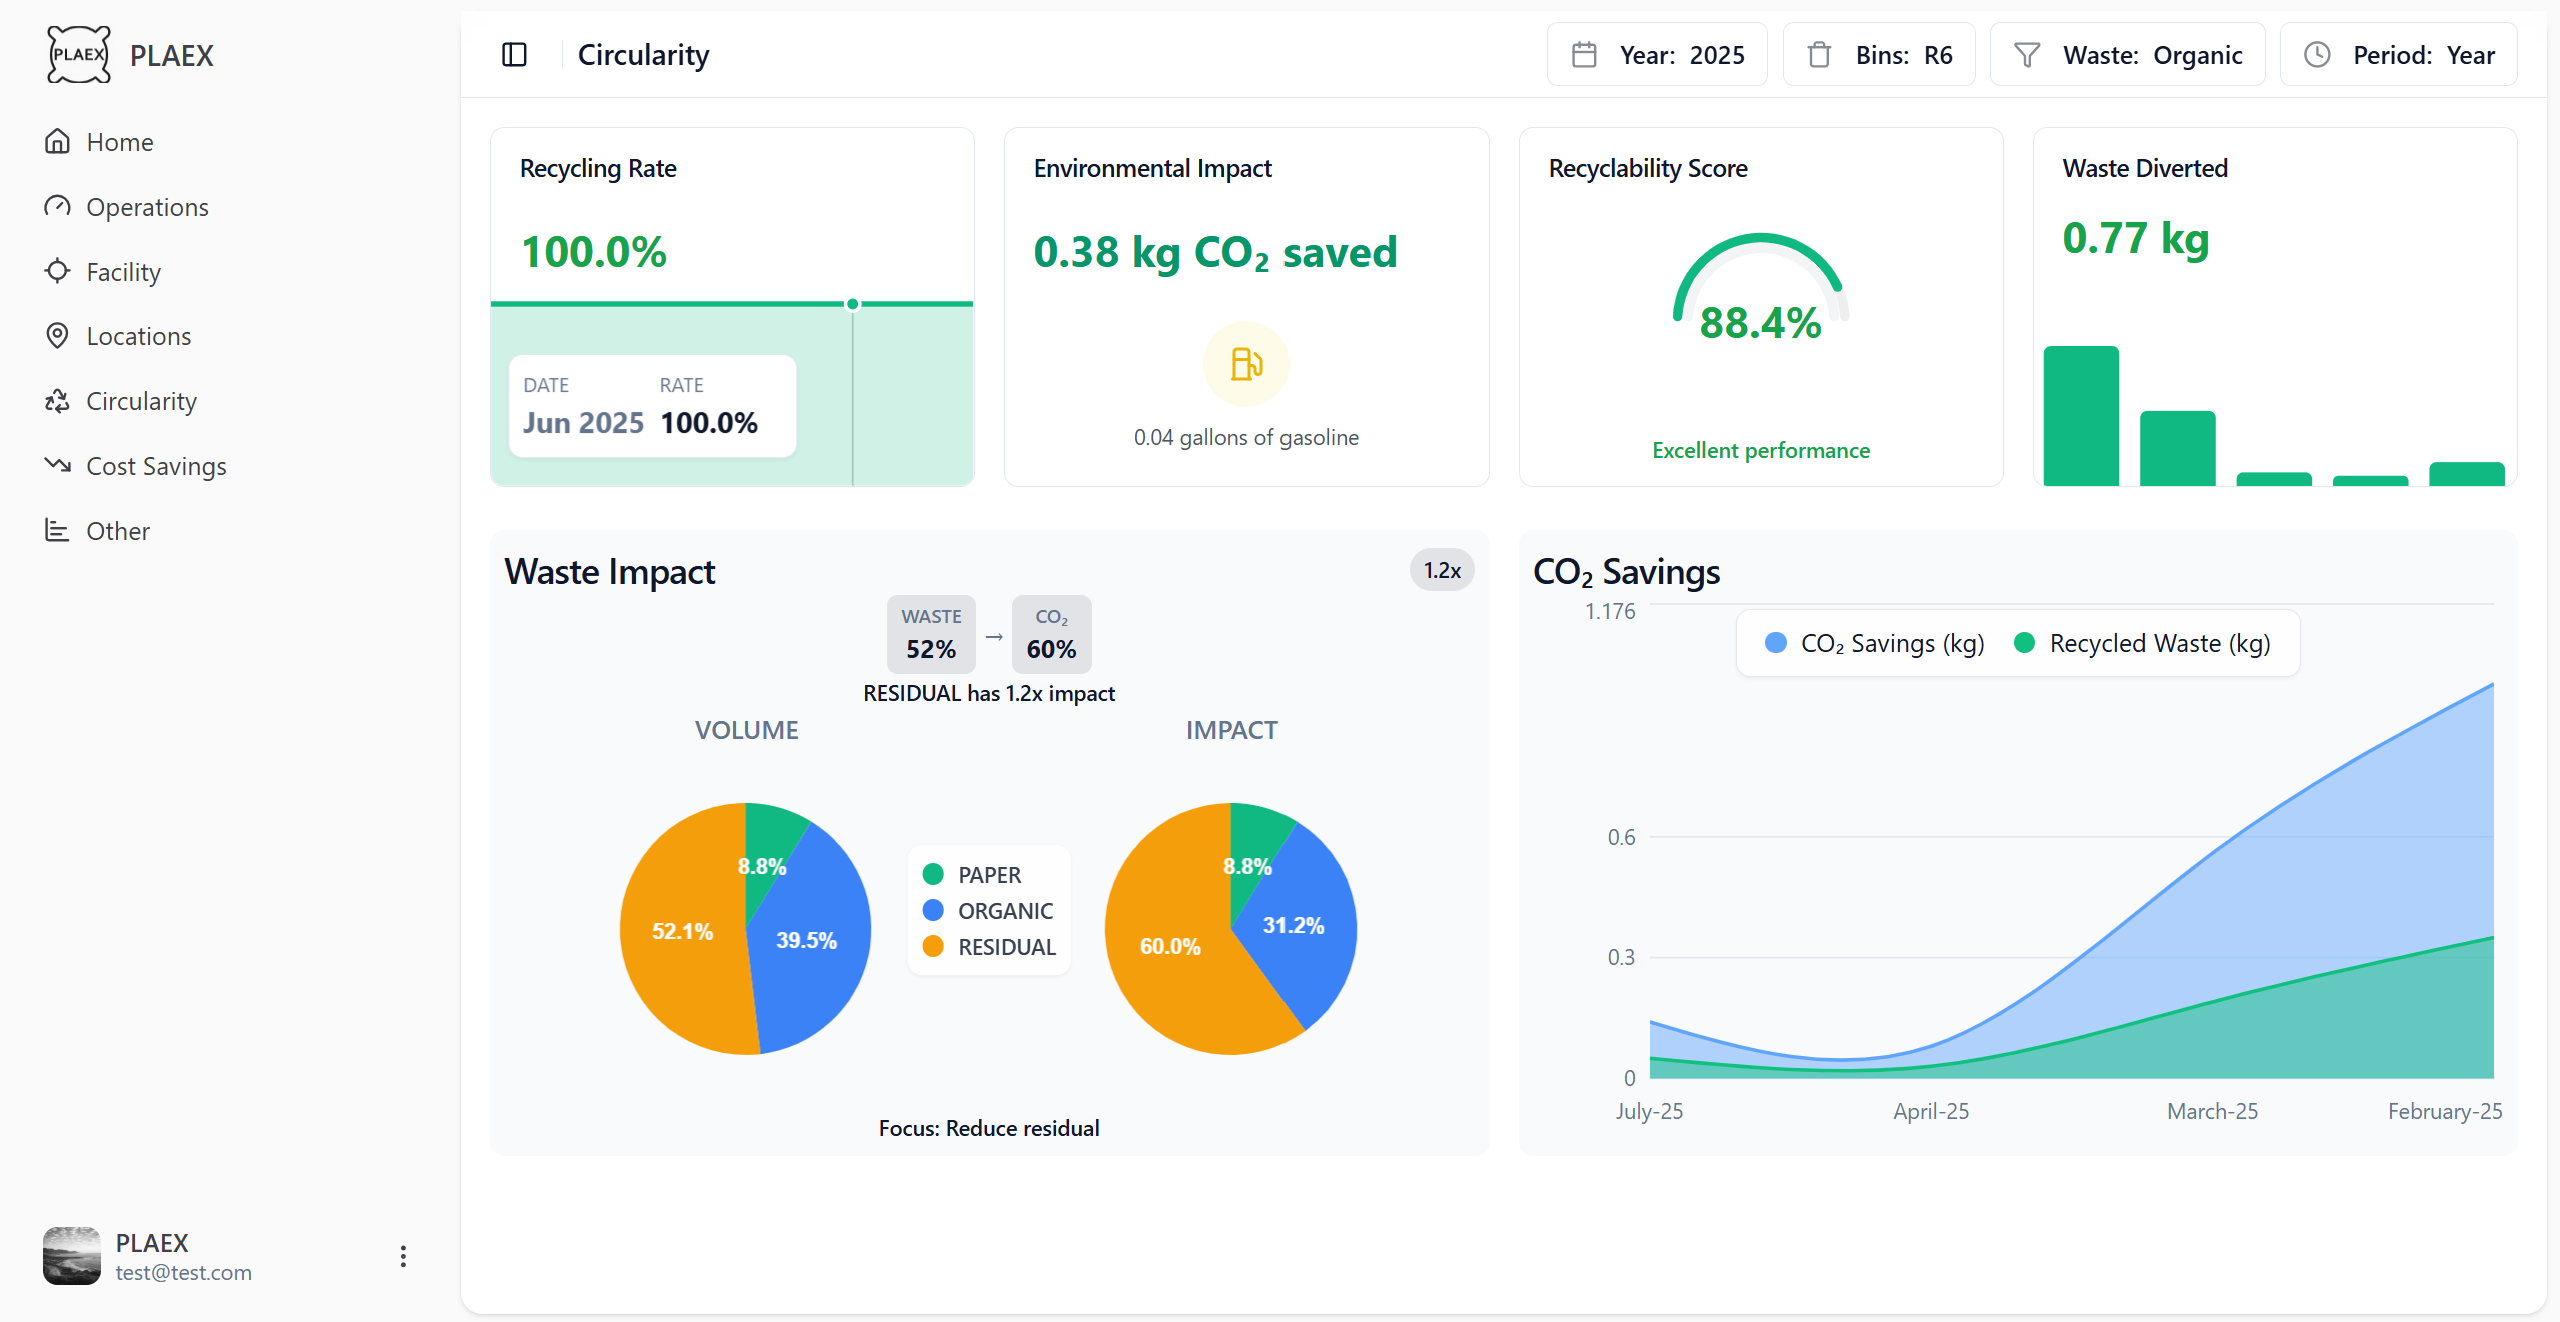 PLAEX
PLAEX
Home
Operations
Facility
Locations
Circularity
Cost Savings
Other
PLAEX
test@test.com
Circularity
Year: 2025
Bins: R6
Waste: Organic
Period: Year
Recycling Rate
100.0%
DATE RATE
Jun 2025 100.0%
Environmental Impact
0.38 kg CO₂ saved
0.04 gallons of gasoline
Recyclability Score
88.4%
Excellent performance
Waste Diverted
0.77 kg
Waste Impact
1.2x
WASTE
52%
→
CO₂
60%
RESIDUAL has 1.2x impact
VOLUME
8.8%
52.1%
39.5%
PAPER
ORGANIC
RESIDUAL
IMPACT
8.8%
31.2%
60.0%
Focus: Reduce residual
CO₂ Savings
CO₂ Savings (kg) Recycled Waste (kg)
1.176
0.6
0.3
0
July-25 April-25 March-25 February-25